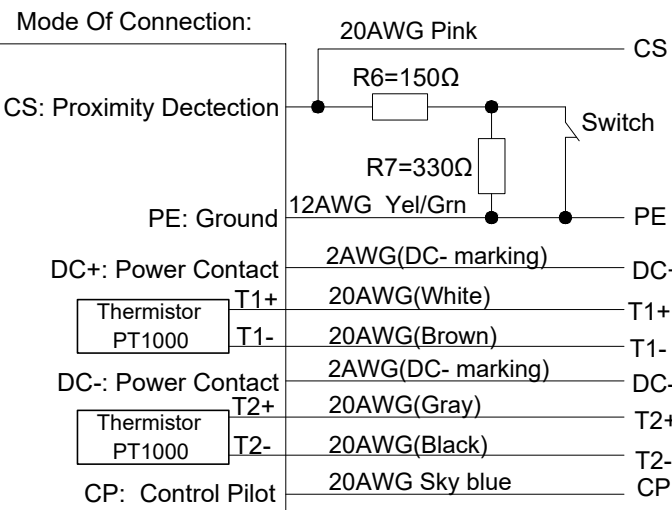 Mode Of Connection:
20AWG Pink
CS
R6=150Ω
CS: Proximity Dectection
Switch
R7=330Ω
12AWG Yel/Grn
PE: Ground
PE
2AWG(DC- marking)
DC+: Power Contact
DC-
T1+
20AWG(White)
T1+
Thermistor
PT1000
T1-
20AWG(Brown)
T1-
2AWG(DC- marking)
DC-: Power Contact
DC-
T2+
20AWG(Gray)
T2+
Thermistor
PT1000
T2-
20AWG(Black)
T2-
20AWG Sky blue
CP: Control Pilot
CP